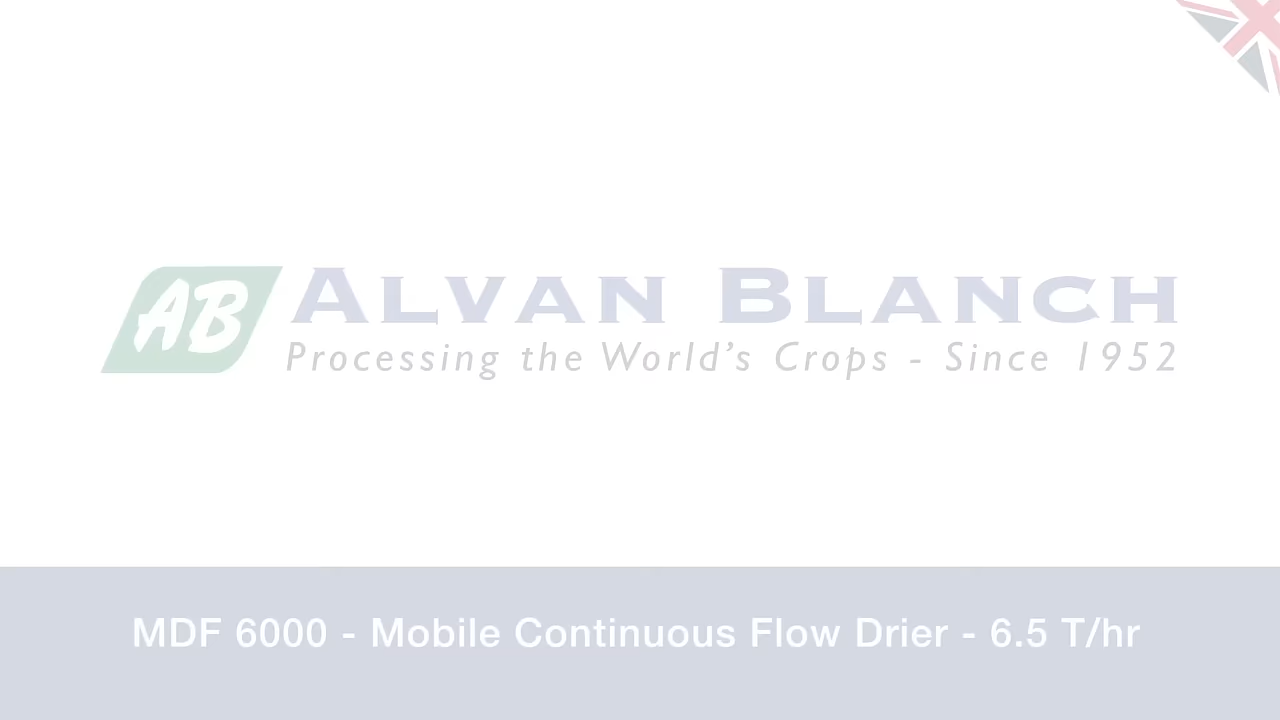 AB
ALVAN BLANCH
Processing the World's Crops - Since 1952
MDF 6000 - Mobile Continuous Flow Drier - 6.5 T/hr